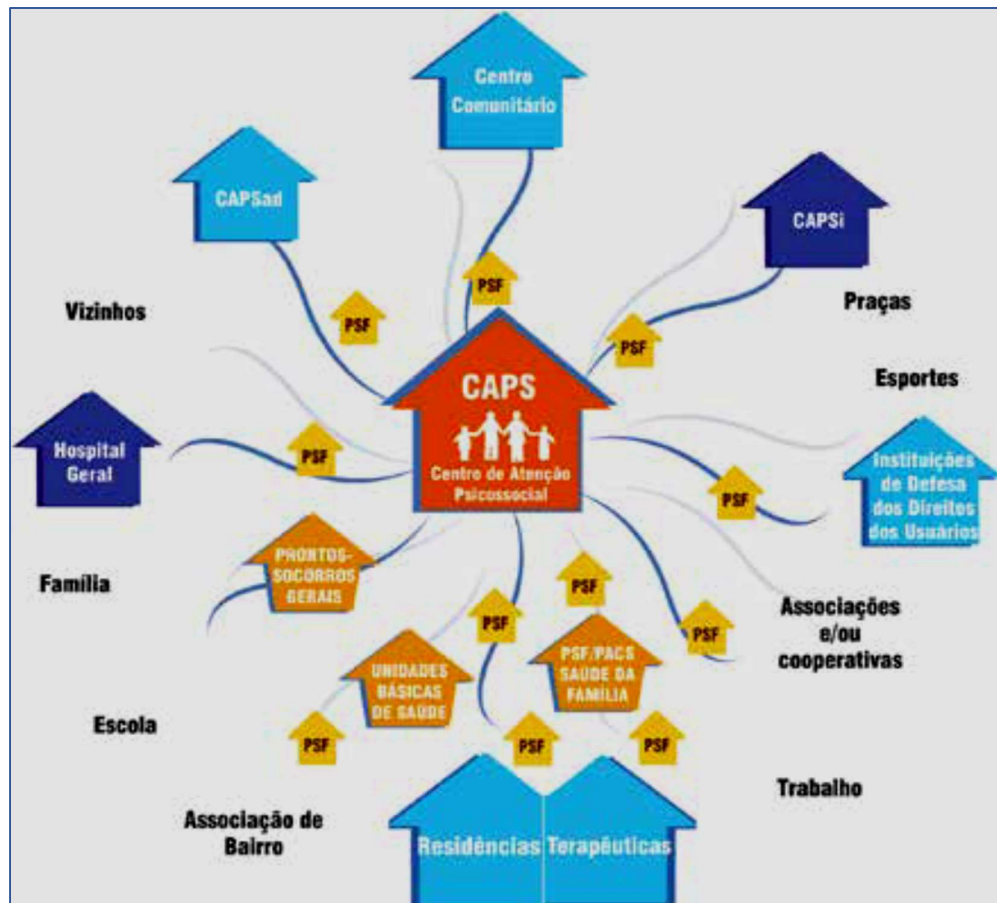 Centro
Comunitário
CAPSad
CAPSi
Vizinhos
PSF
PSF
PSF
Praças
CAPS
Centro de Atenção
Psicossocial
Esportes
Hospital
Geral
PSF
PSF
Instituições
de Defesa
dos Direitos
dos Usuários
Família
PRONTOS-
SOCORROS
GERAIS
PSF
PSF
PSF
Associações
e/ou
cooperativas
UNIDADES
BÁSICAS
DE SAÚDE
PSF/PACS
SAÚDE DA
FAMÍLIA
Escola
PSF
PSF
PSF
Trabalho
Associação de
Bairro
Residências Terapêuticas